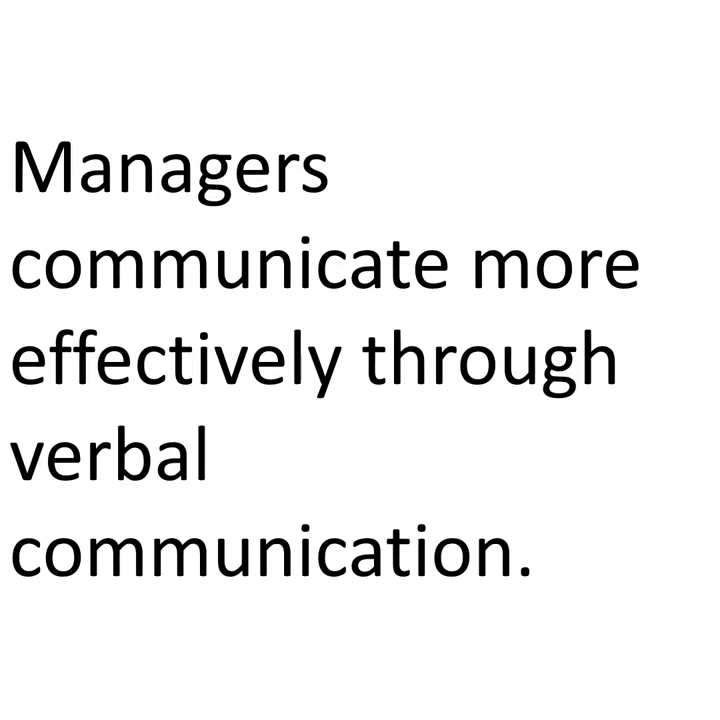 Managers
communicate more
effectively through
verbal
communication.